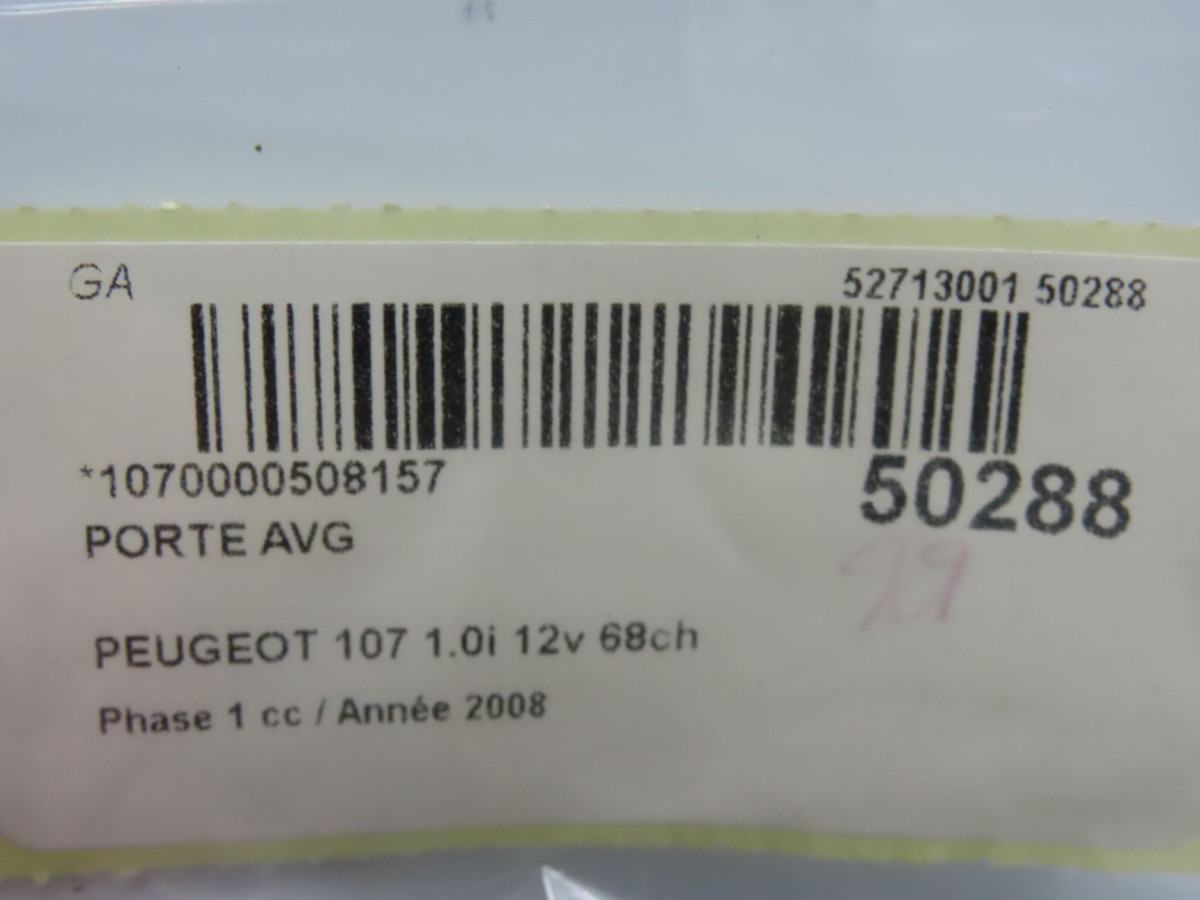 GA
52713001 50288
*1070000508157
50288
PORTE AVG
PEUGEOT 107 1.0i 12v 68ch
Phase 1 cc / Année 2008